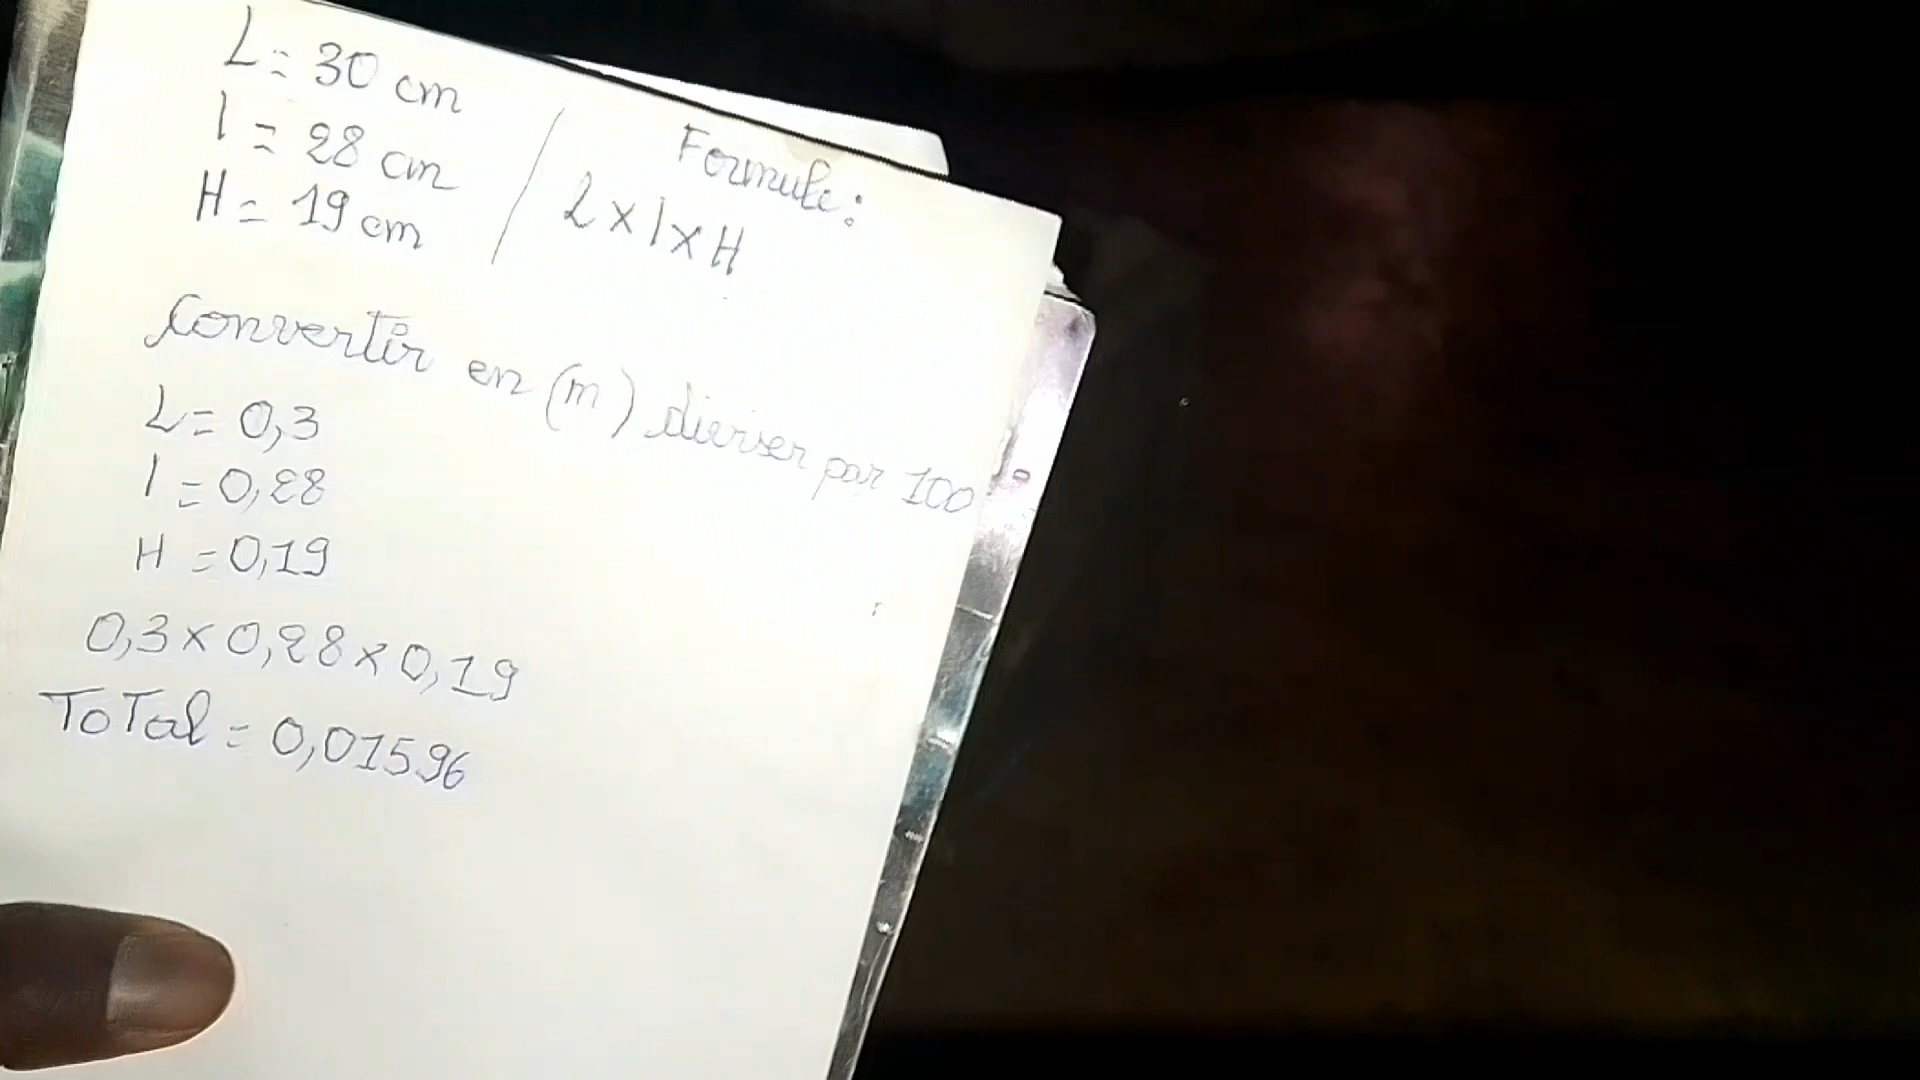 L = 30 cm
l = 28 cm
H = 19 cm
Formule :
L x l x H
Convertir en (m) diviser par 100
L = 0,3
l = 0,28
H = 0,19
0,3 x 0,28 x 0,19
ToTal = 0,01596